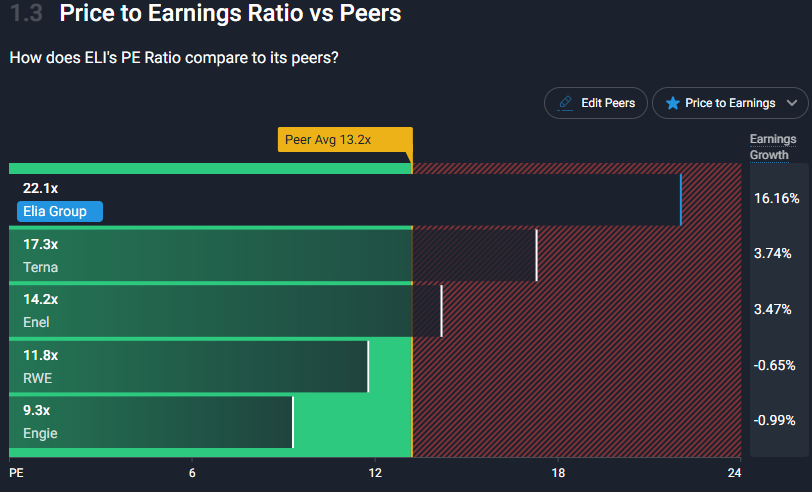 1.3 Price to Earnings Ratio vs Peers
How does ELI's PE Ratio compare to its peers?
Edit Peers
Price to Earnings
Peer Avg 13.2x
Earnings
Growth
22.1x
Elia Group
16.16%
17.3x
Terna
3.74%
14.2x
Enel
3.47%
11.8x
RWE
-0.65%
9.3x
Engie
-0.99%
PE 6 12 18 24